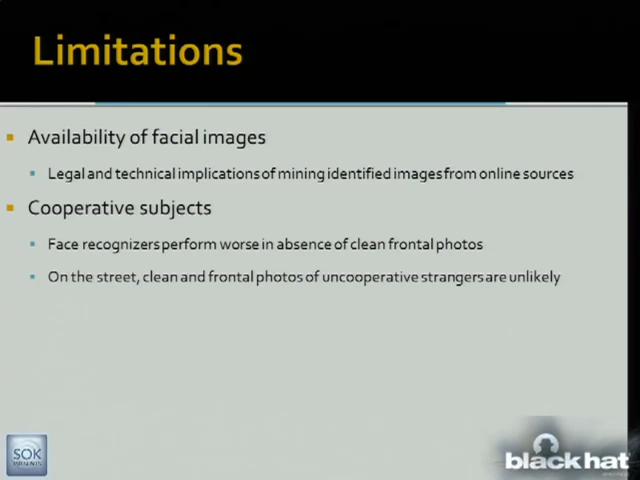 Limitations
Availability of facial images
Legal and technical implications of mining identified images from online sources
Cooperative subjects
Face recognizers perform worse in absence of clean frontal photos
On the street, clean and frontal photos of uncooperative strangers are unlikely
SOK
black hat